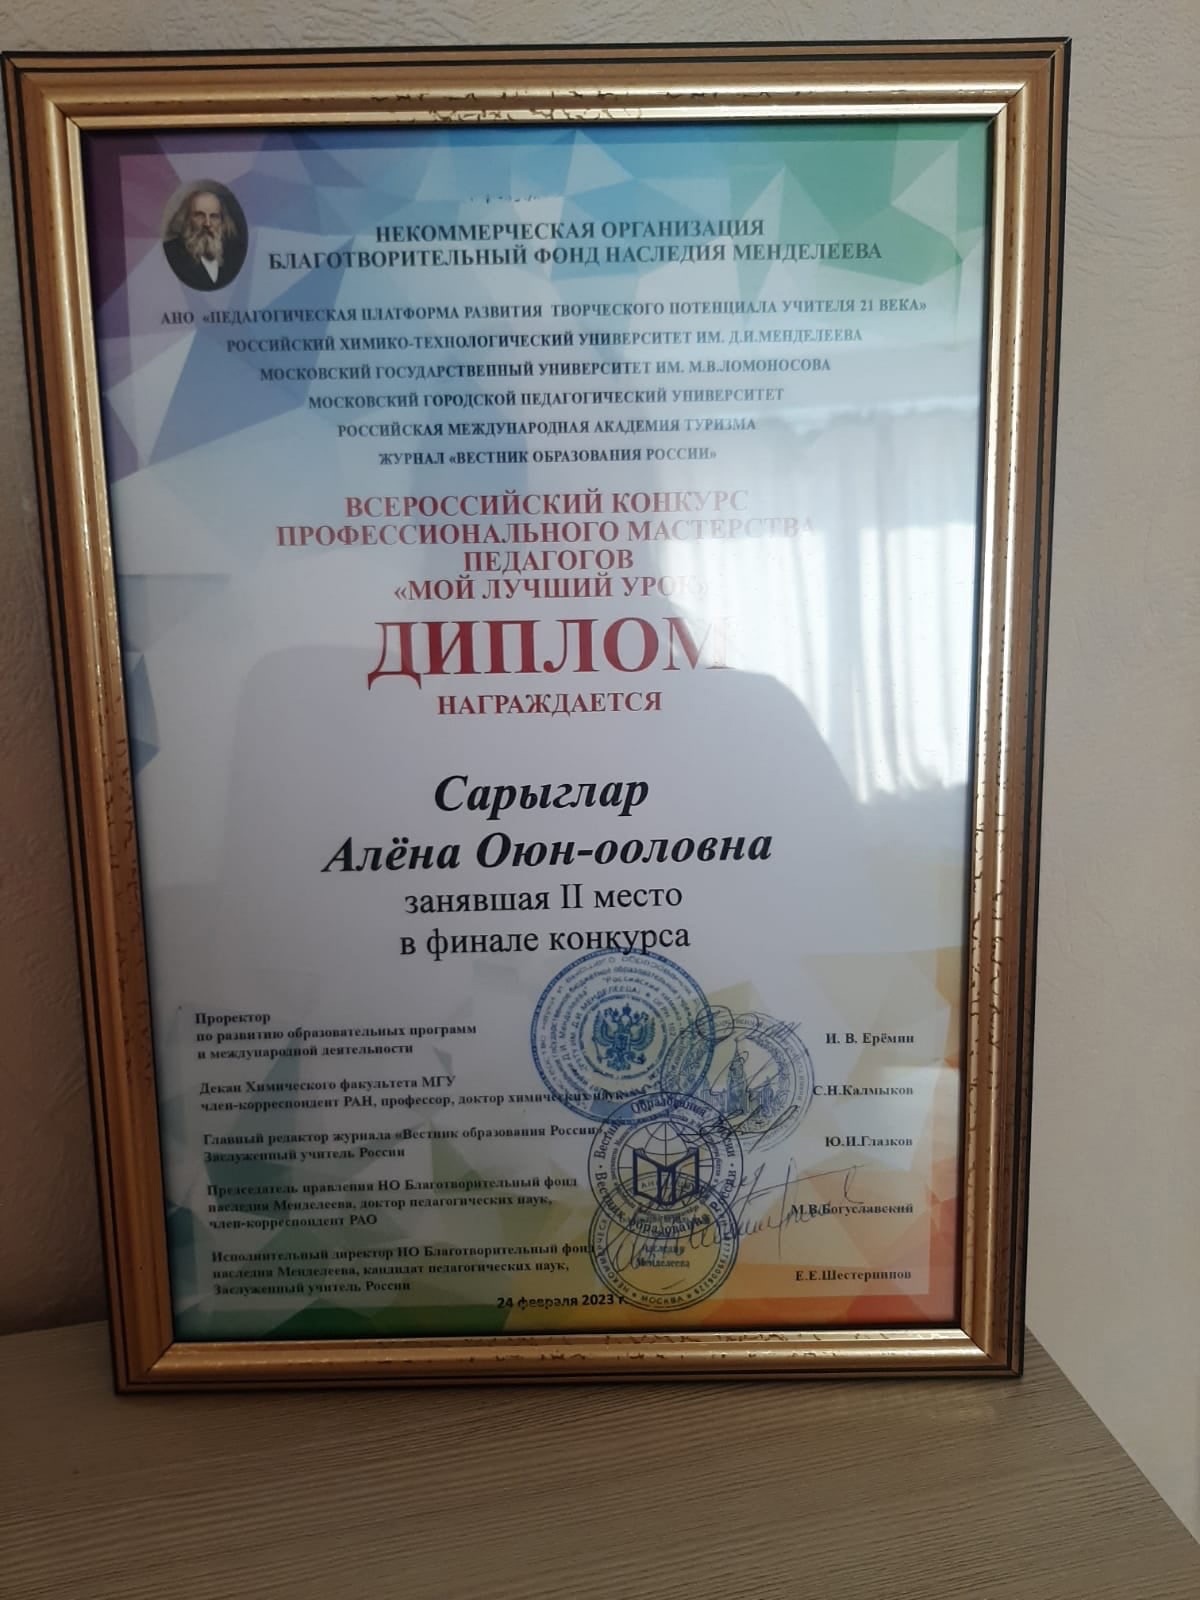 НЕКОММЕРЧЕСКАЯ ОРГАНИЗАЦИЯ
БЛАГОТВОРИТЕЛЬНЫЙ ФОНД НАСЛЕДИЯ МЕНДЕЛЕЕВА
АНО «ПЕДАГОГИЧЕСКАЯ ПЛАТФОРМА РАЗВИТИЯ ТВОРЧЕСКОГО ПОТЕНЦИАЛА УЧИТЕЛЯ 21 ВЕКА»
РОССИЙСКИЙ ХИМИКО-ТЕХНОЛОГИЧЕСКИЙ УНИВЕРСИТЕТ ИМ. Д.И.МЕНДЕЛЕЕВА
МОСКОВСКИЙ ГОСУДАРСТВЕННЫЙ УНИВЕРСИТЕТ ИМ. М.В.ЛОМОНОСОВА
МОСКОВСКИЙ ГОРОДСКОЙ ПЕДАГОГИЧЕСКИЙ УНИВЕРСИТЕТ
РОССИЙСКАЯ МЕЖДУНАРОДНАЯ АКАДЕМИЯ ТУРИЗМА
ЖУРНАЛ «ВЕСТНИК ОБРАЗОВАНИЯ РОССИИ»
ВСЕРОССИЙСКИЙ КОНКУРС
ПРОФЕССИОНАЛЬНОГО МАСТЕРСТВА
ПЕДАГОГОВ
«МОЙ ЛУЧШИЙ УРОК»
ДИПЛОМ
НАГРАЖДАЕТСЯ
Сарыглар
Алёна Оюн-ооловна
занявшая II место
в финале конкурса
Проректор
по развитию образовательных программ
и международной деятельности
И. В. Ерёмин
Декан Химического факультета МГУ
член-корреспондент РАН, профессор, доктор химических наук
С.Н.Калмыков
Главный редактор журнала «Вестник образования России»,
Заслуженный учитель России
Ю.И.Глазков
Председатель правления НО Благотворительный фонд
наследия Менделеева, доктор педагогических наук,
член-корреспондент РАО
М.В.Богуславский
Исполнительный директор НО Благотворительный фонд
наследия Менделеева, кандидат педагогических наук,
Заслуженный учитель России
Е.Е.Шестернинов
24 февраля 2023 г.
Вестник Образования России
наследия
Менделеева
МОСКВА